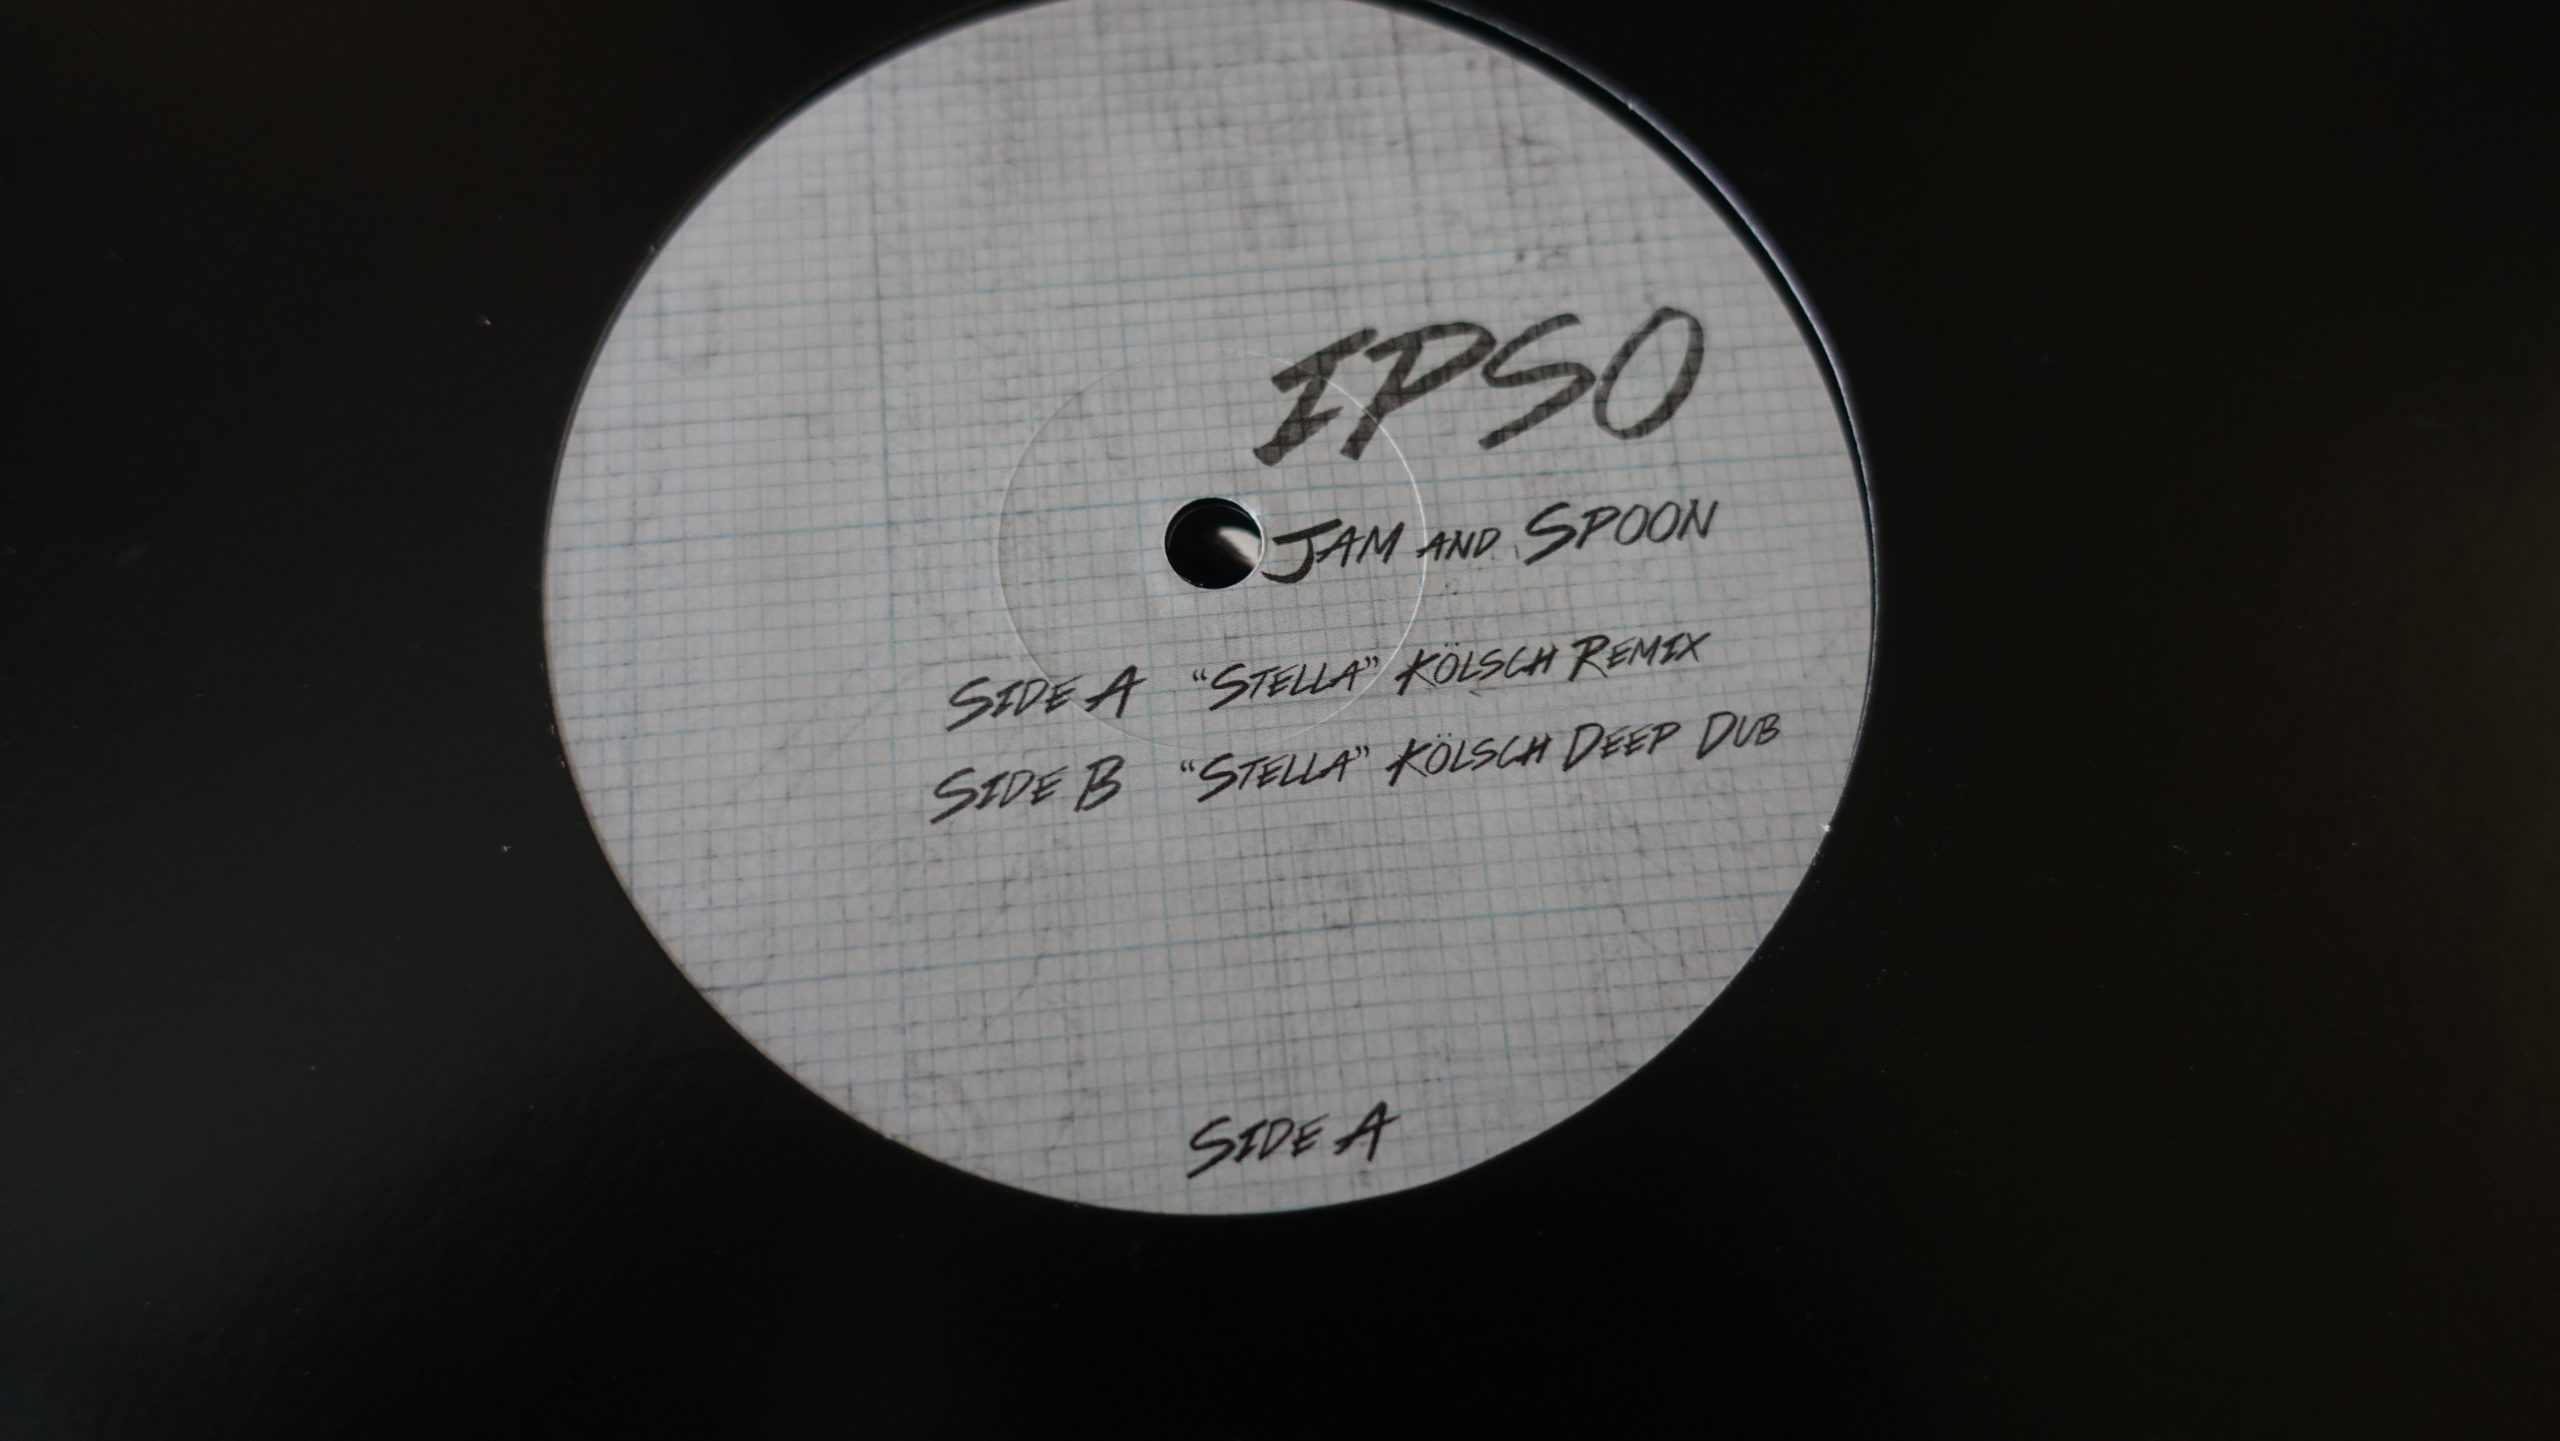 IPSO
JAM AND SPOON
SIDE A "STELLA" KÖLSCH REMIX
SIDE B "STELLA" KÖLSCH DEEP DUB
SIDE A